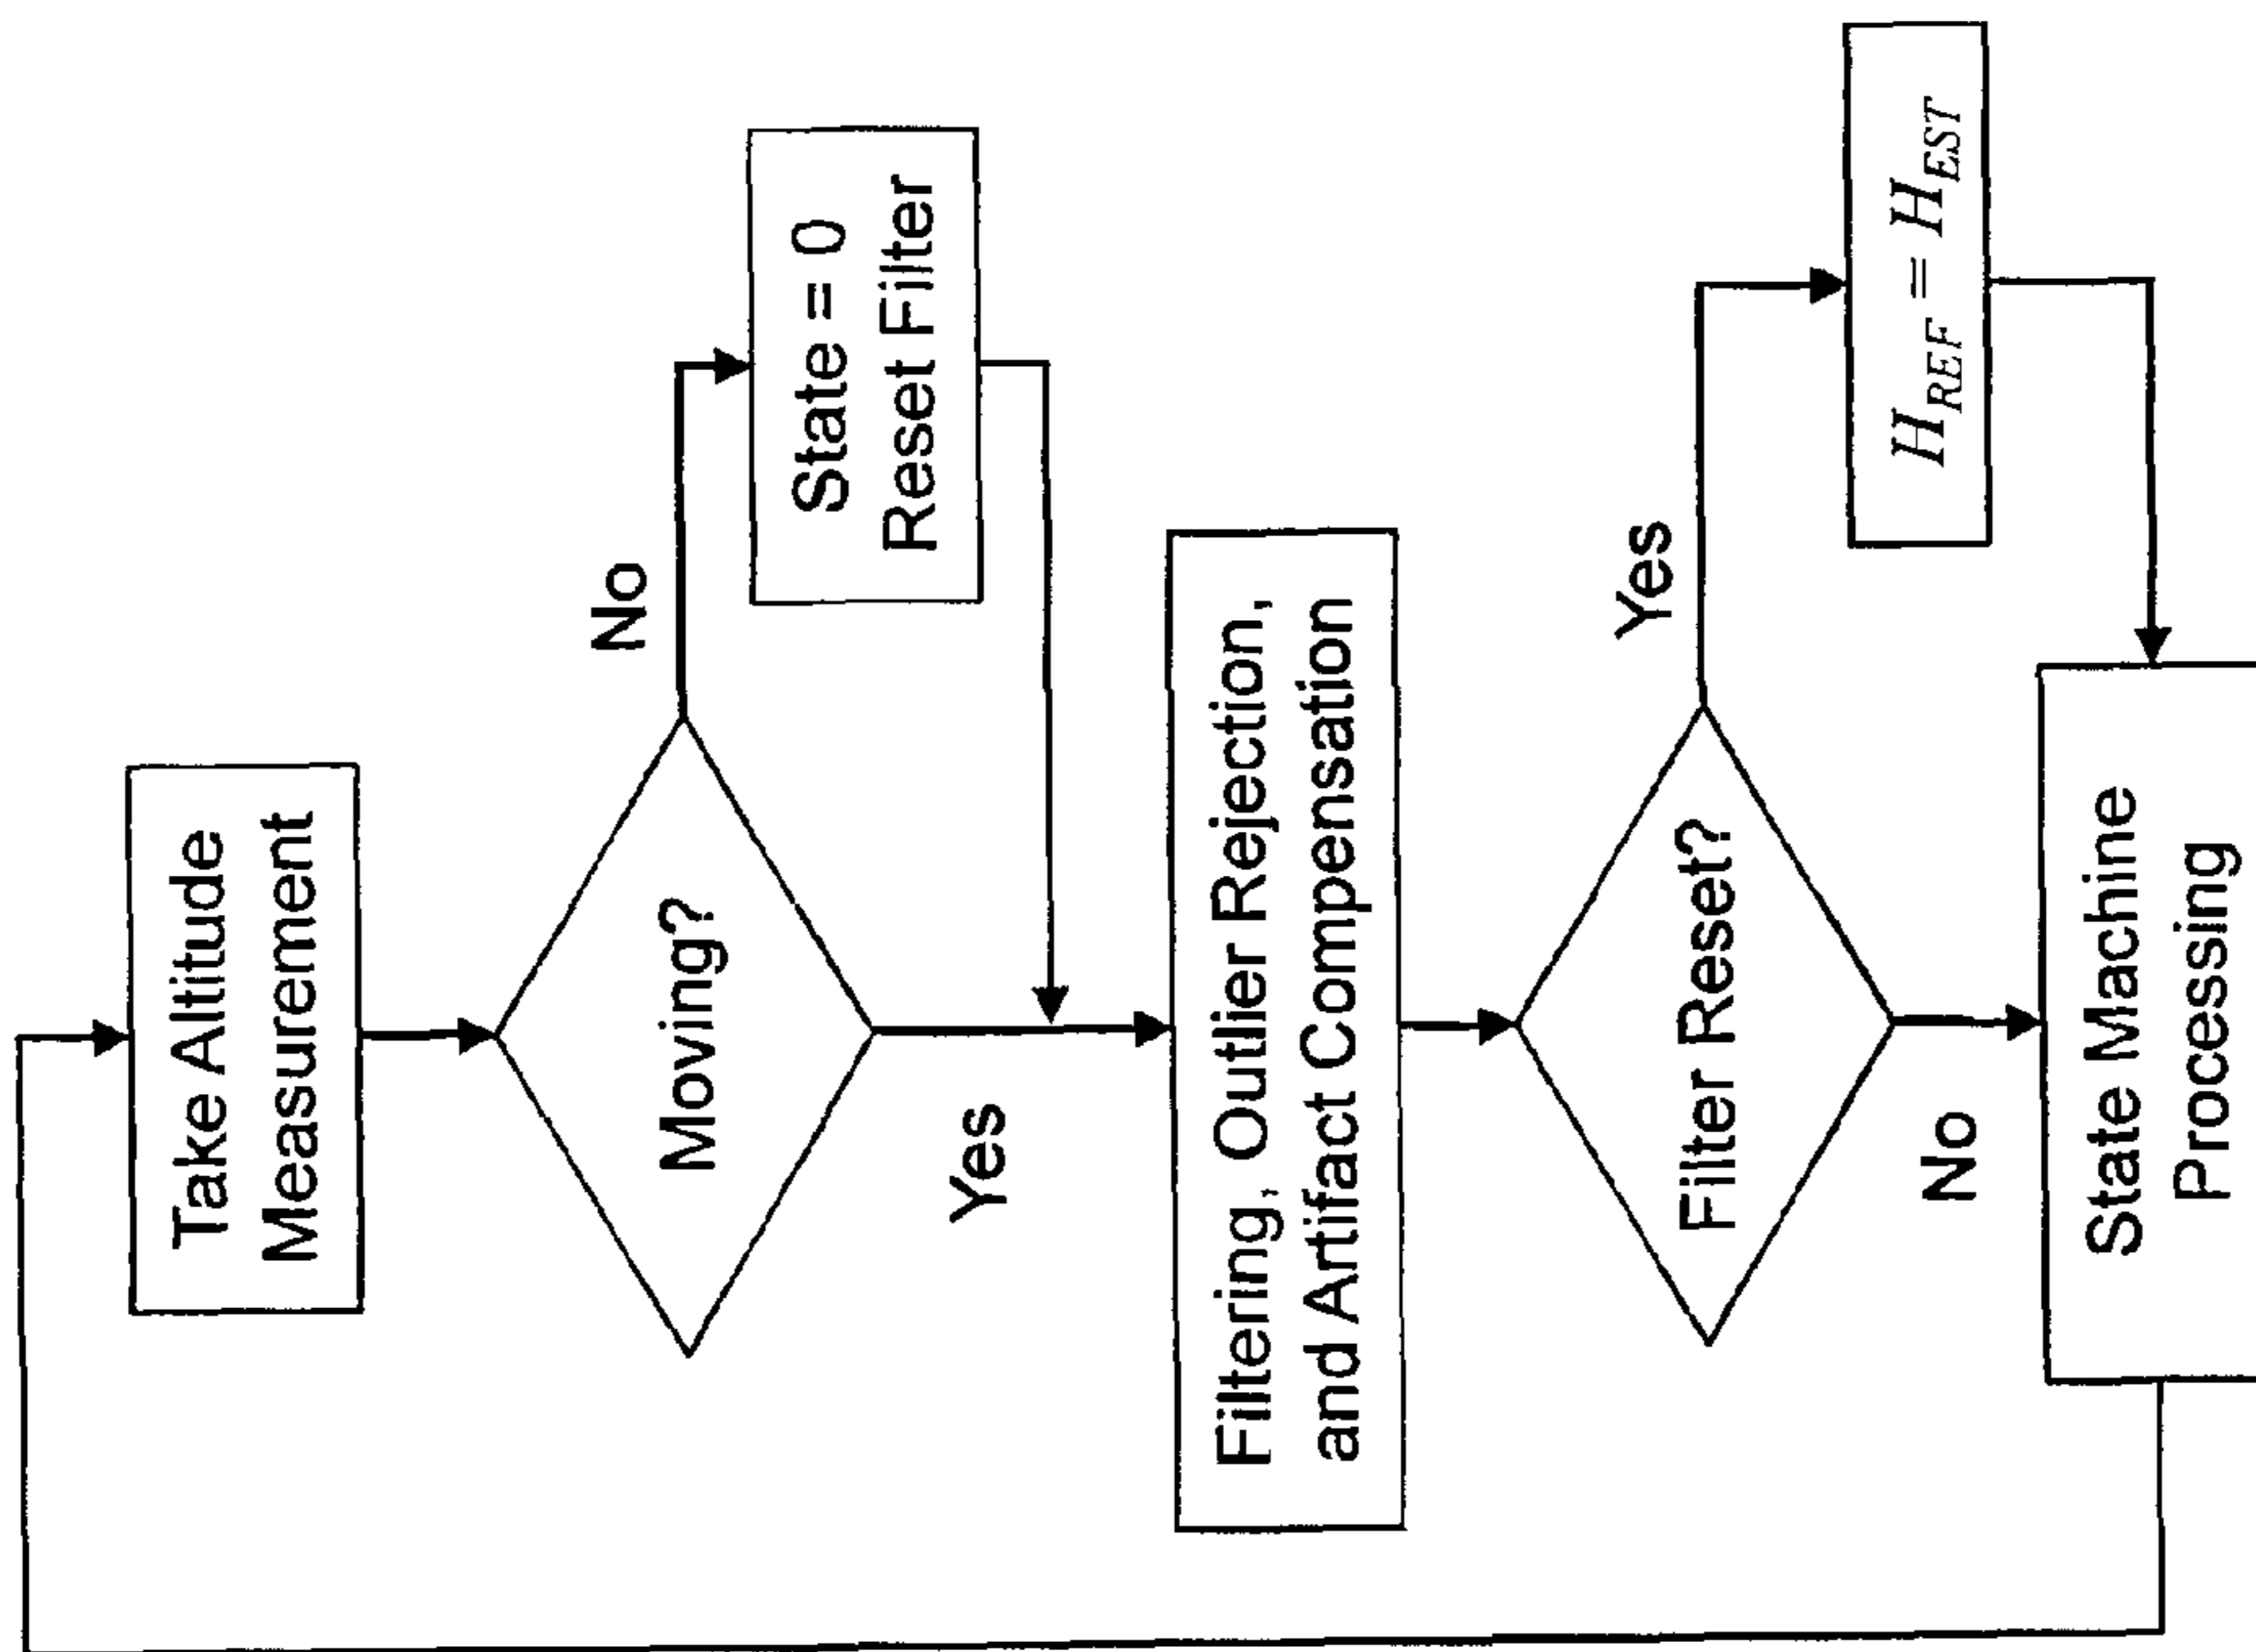 Take Altitude
Measurement
Moving?
No
State = 0
Reset Filter
Yes
Filtering, Outlier Rejection,
and Artifact Compensation
Filter Reset?
Yes
H_REF = H_EST
No
State Machine
Processing